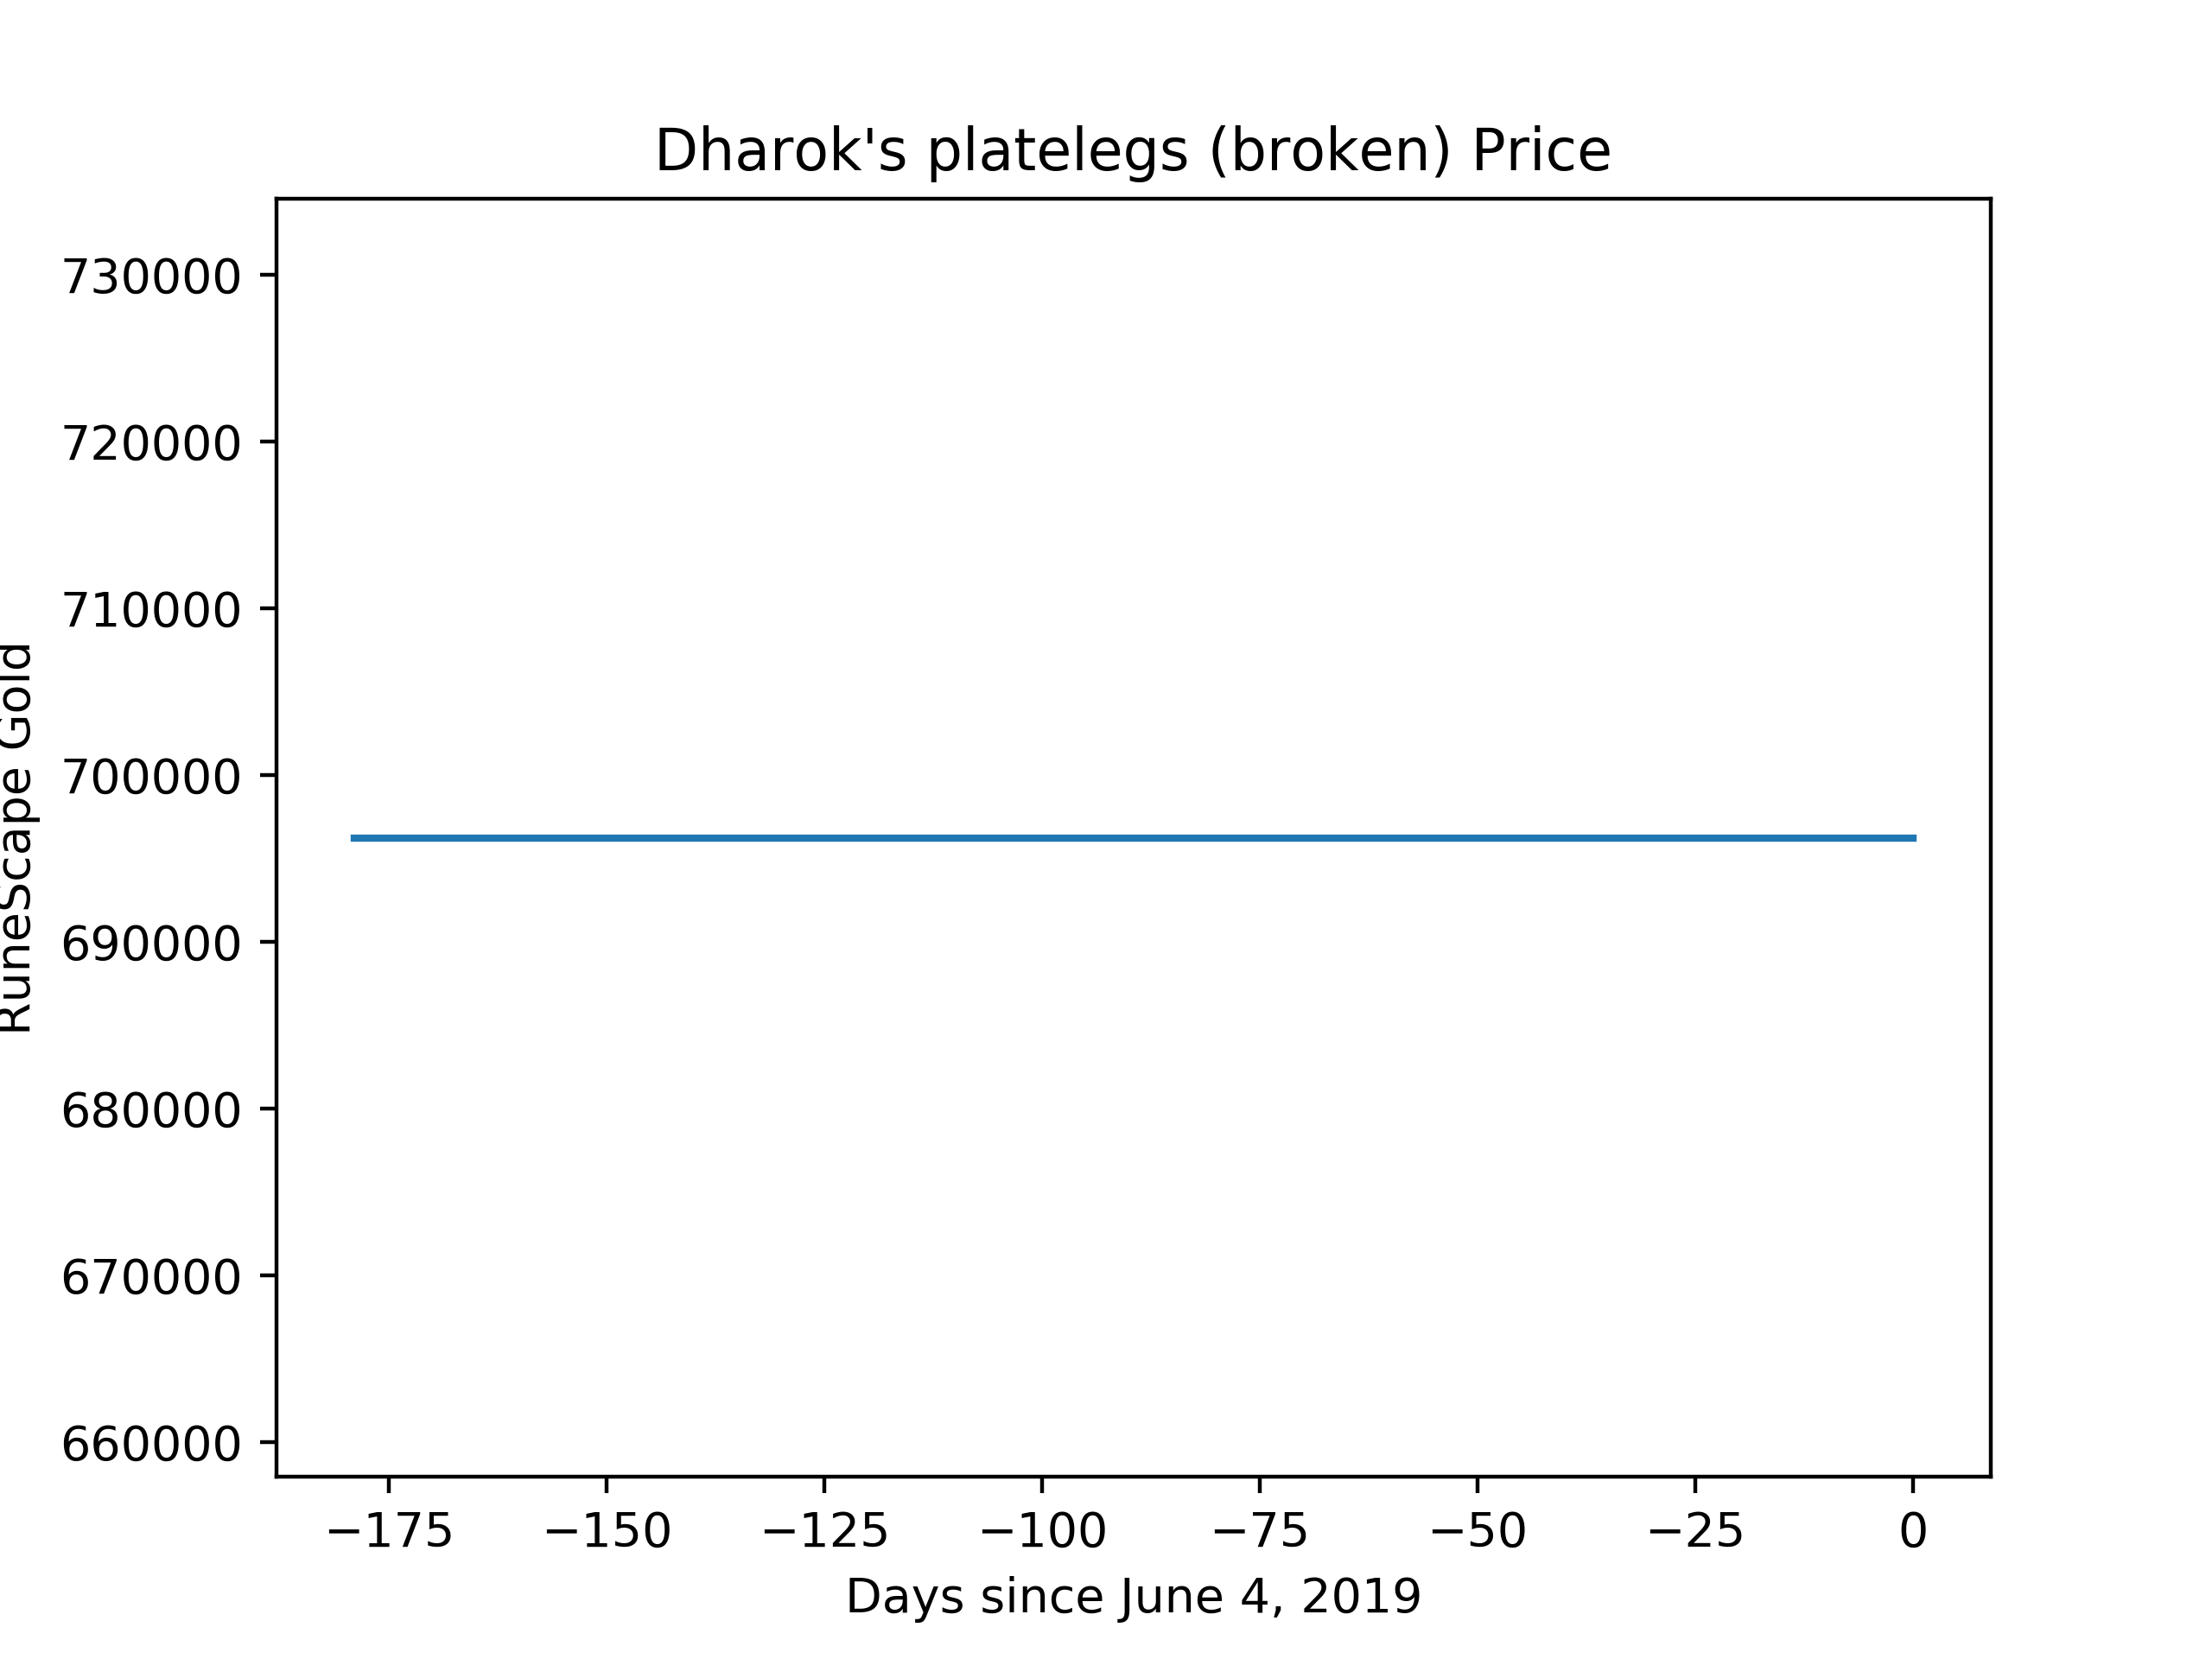 Dharok's platelegs (broken) Price
730000
720000
710000
700000
690000
680000
670000
660000
RuneScape Gold
−175 −150 −125 −100 −75 −50 −25 0
Days since June 4, 2019